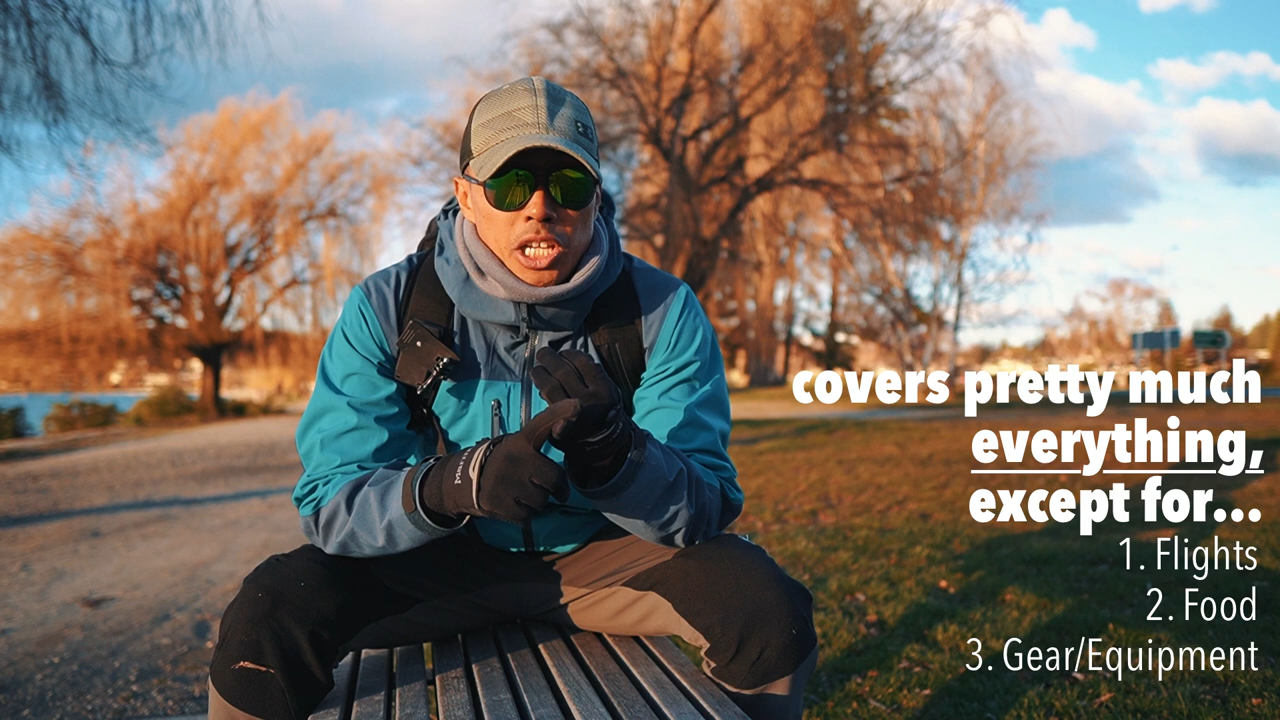 covers pretty much
everything,
except for...
1. Flights
2. Food
3. Gear/Equipment